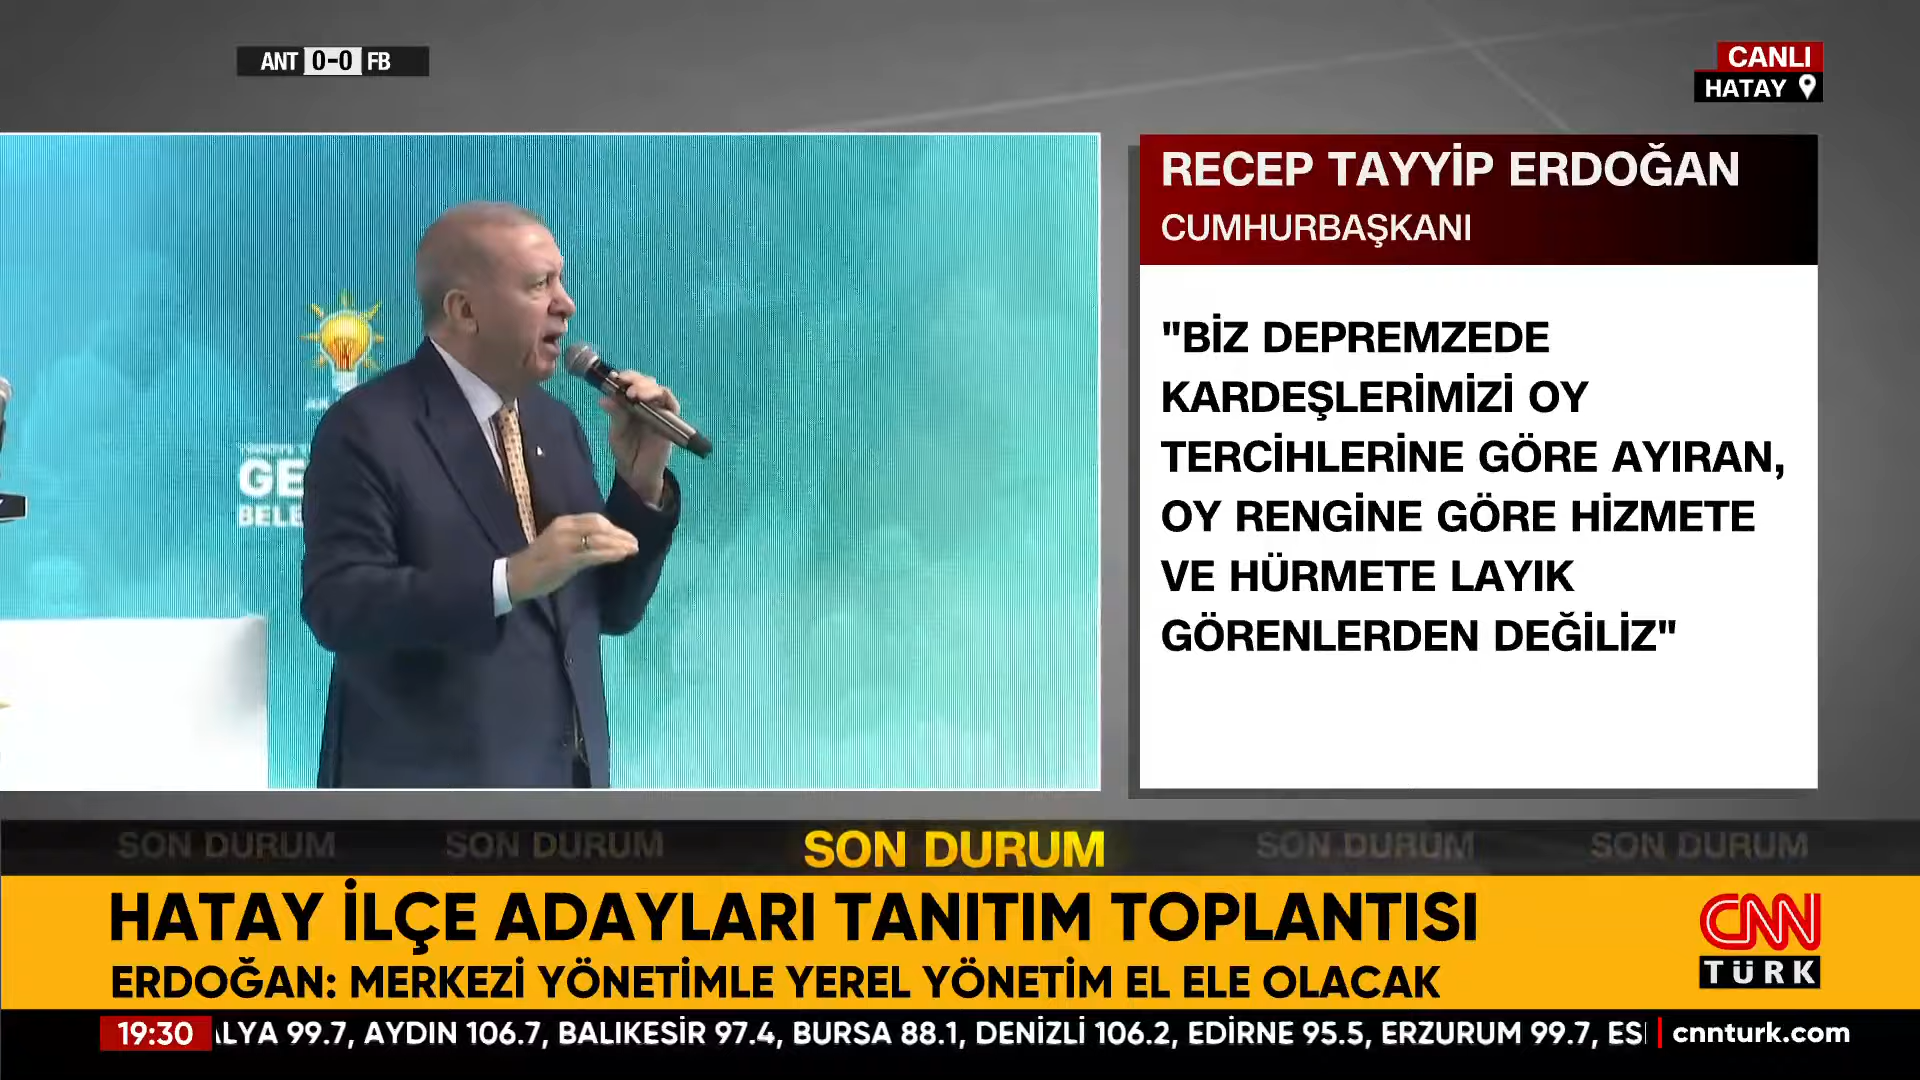 ANT 0-0 FB
CANLI
HATAY
RECEP TAYYİP ERDOĞAN
CUMHURBAŞKANI
"BİZ DEPREMZEDE
KARDEŞLERİMİZİ OY
TERCİHLERİNE GÖRE AYIRAN,
OY RENGİNE GÖRE HİZMETE
VE HÜRMETE LAYIK
GÖRENLERDEN DEĞİLİZ"
GE
BELE
SON DURUM SON DURUM SON DURUM SON DURUM SON DURUM
HATAY İLÇE ADAYLARI TANITIM TOPLANTISI
ERDOĞAN: MERKEZİ YÖNETİMLE YEREL YÖNETİM EL ELE OLACAK
CNN
TÜRK
19:30 ALYA 99.7, AYDIN 106.7, BALIKESİR 97.4, BURSA 88.1, DENİZLİ 106.2, EDİRNE 95.5, ERZURUM 99.7, ES cnnturk.com